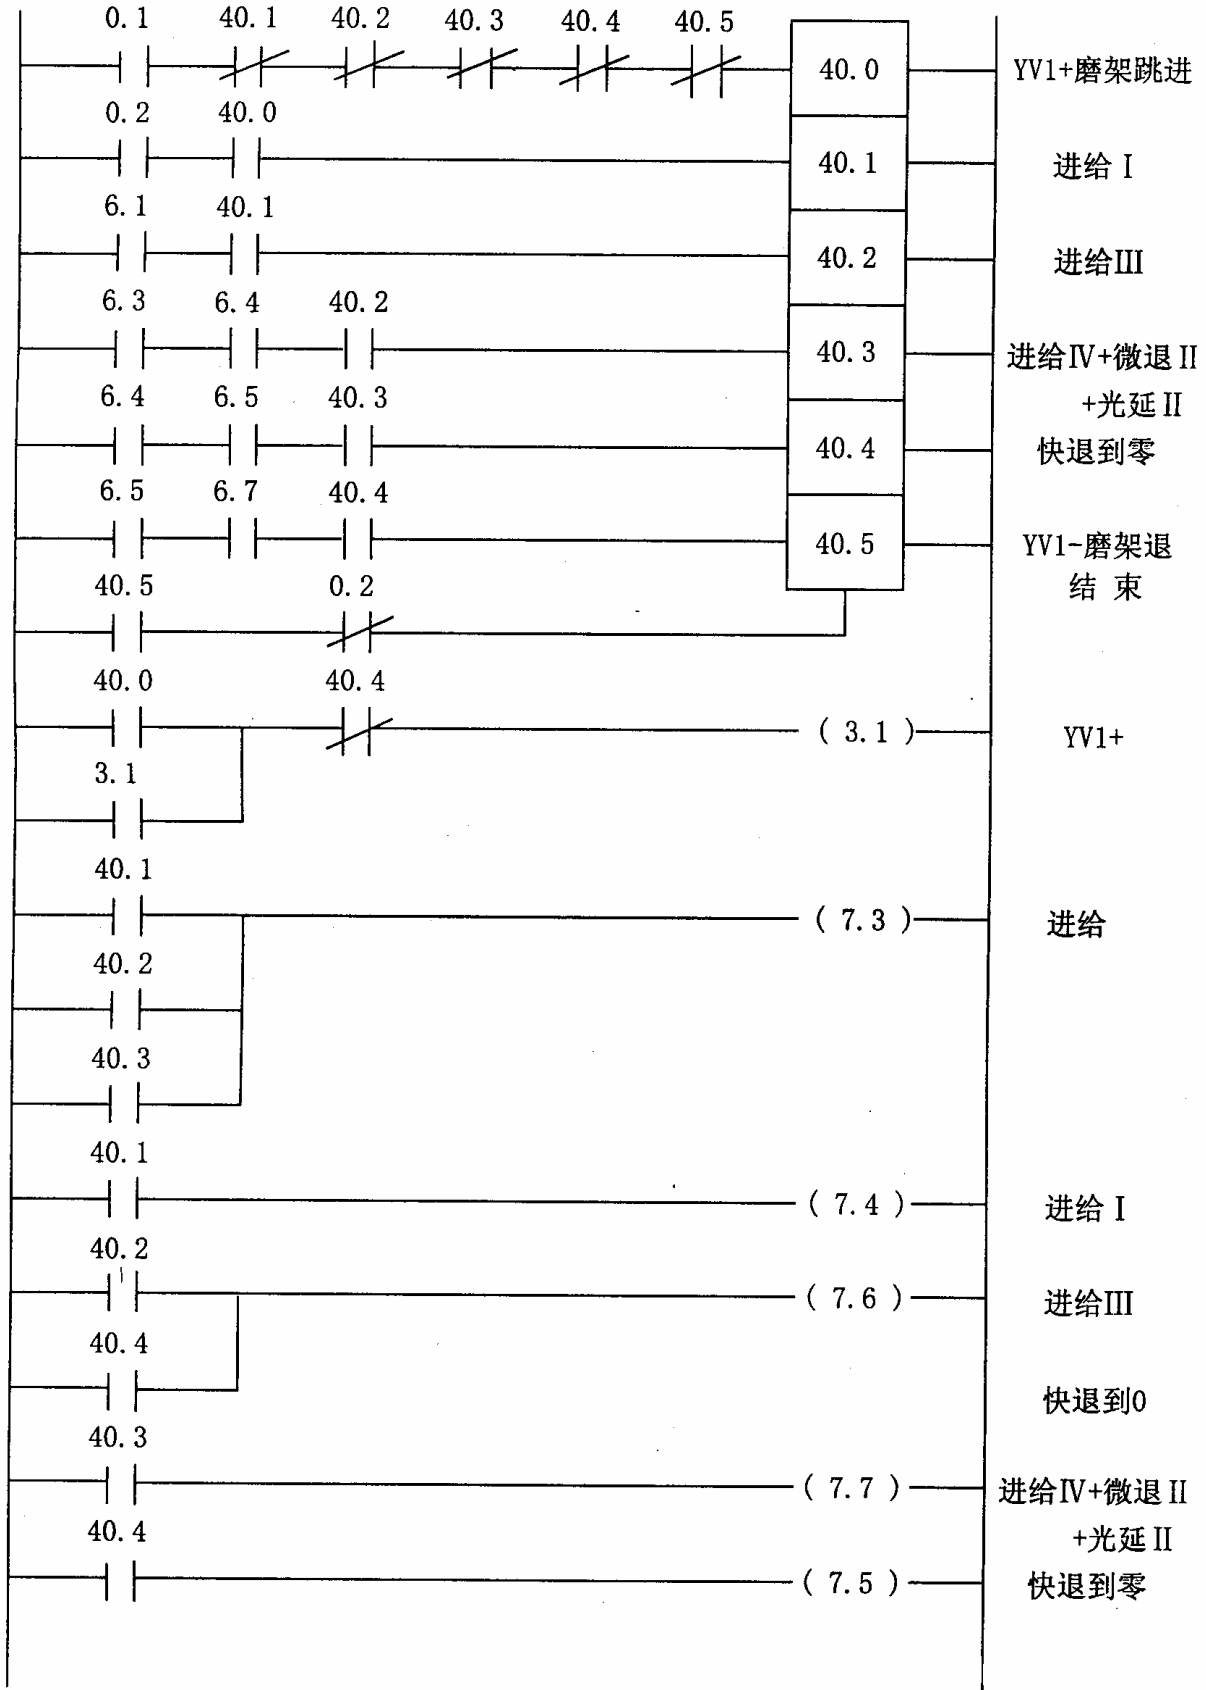 0.1 40.1 40.2 40.3 40.4 40.5
40.0 YV1+磨架跳进
0.2 40.0
40.1 进给Ⅰ
6.1 40.1
40.2 进给Ⅲ
6.3 6.4 40.2
40.3 进给Ⅳ+微退Ⅱ
6.4 6.5 40.3 +光延Ⅱ
40.4 快退到零
6.5 6.7 40.4
40.5 YV1-磨架退
40.5 0.2 结 束
40.0 40.4
( 3.1 ) YV1+
3.1
40.1
( 7.3 ) 进给
40.2
40.3
40.1
( 7.4 ) 进给Ⅰ
40.2
( 7.6 ) 进给Ⅲ
40.4
快退到0
40.3
( 7.7 ) 进给Ⅳ+微退Ⅱ
40.4 +光延Ⅱ
( 7.5 ) 快退到零